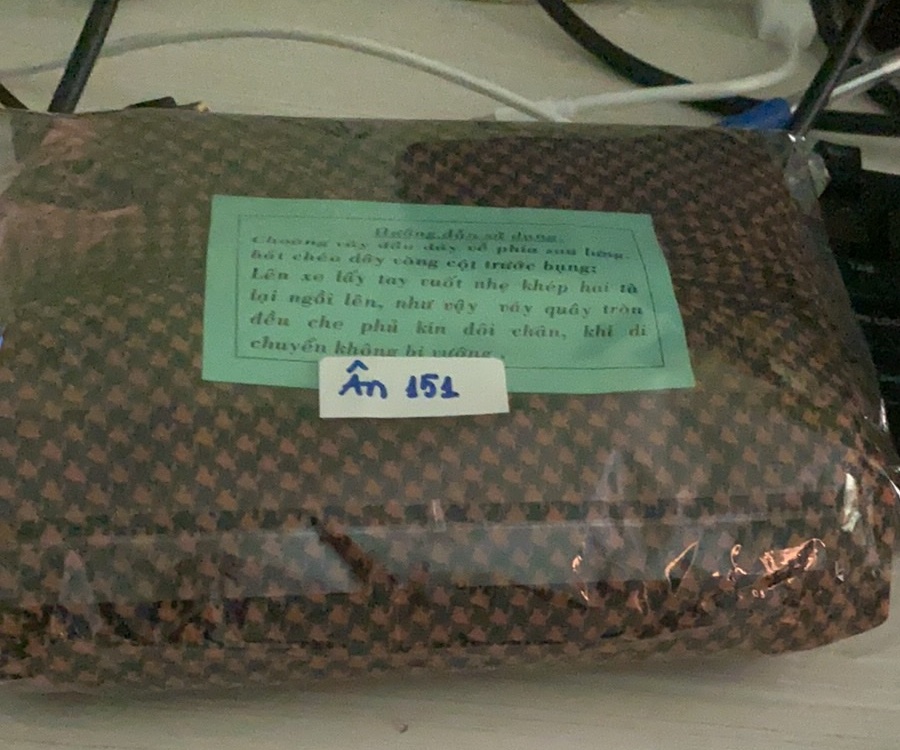 Hướng dẫn sử dụng
Choàng váy dấu dây về phía sau lưng.
bắt chéo dây vòng cột trước bụng;
Lên xe lấy tay vuốt nhẹ khép hai tà
lại ngồi lên, như vậy váy quây tròn
đều che phủ kín đôi chân, khi di
chuyển không bị vướng .
Ân 151